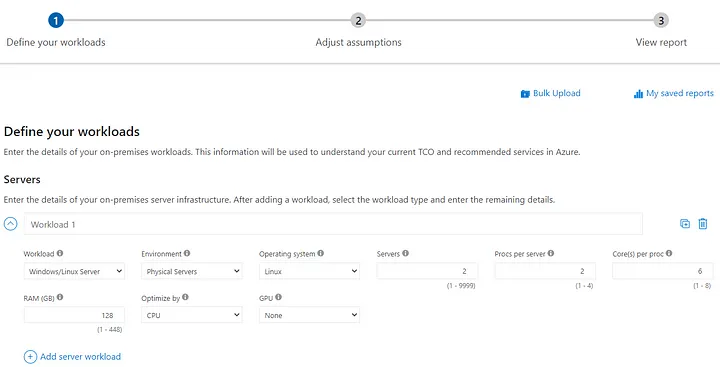 1 2 3
Define your workloads Adjust assumptions View report
Bulk Upload My saved reports
Define your workloads
Enter the details of your on-premises workloads. This information will be used to understand your current TCO and recommended services in Azure.
Servers
Enter the details of your on-premises server infrastructure. After adding a workload, select the workload type and enter the remaining details.
Workload 1
Workload Environment Operating system Servers Procs per server Core(s) per proc
Windows/Linux Server Physical Servers Linux 2 2 6
(1 - 9999) (1 - 4) (1 - 8)
RAM (GB) Optimize by GPU
128 CPU None
(1 - 448)
Add server workload